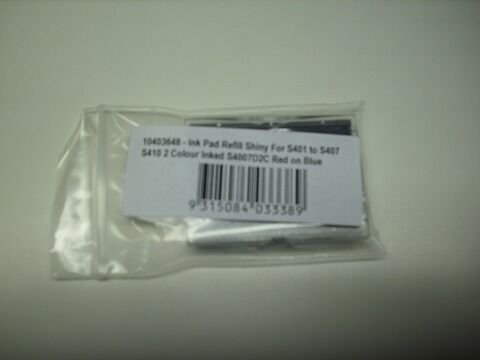 10403648 - Ink Pad Refill Shiny For S401 to S407
S410 2 Colour Inked S4007D2C Red on Blue
9 315084 033389